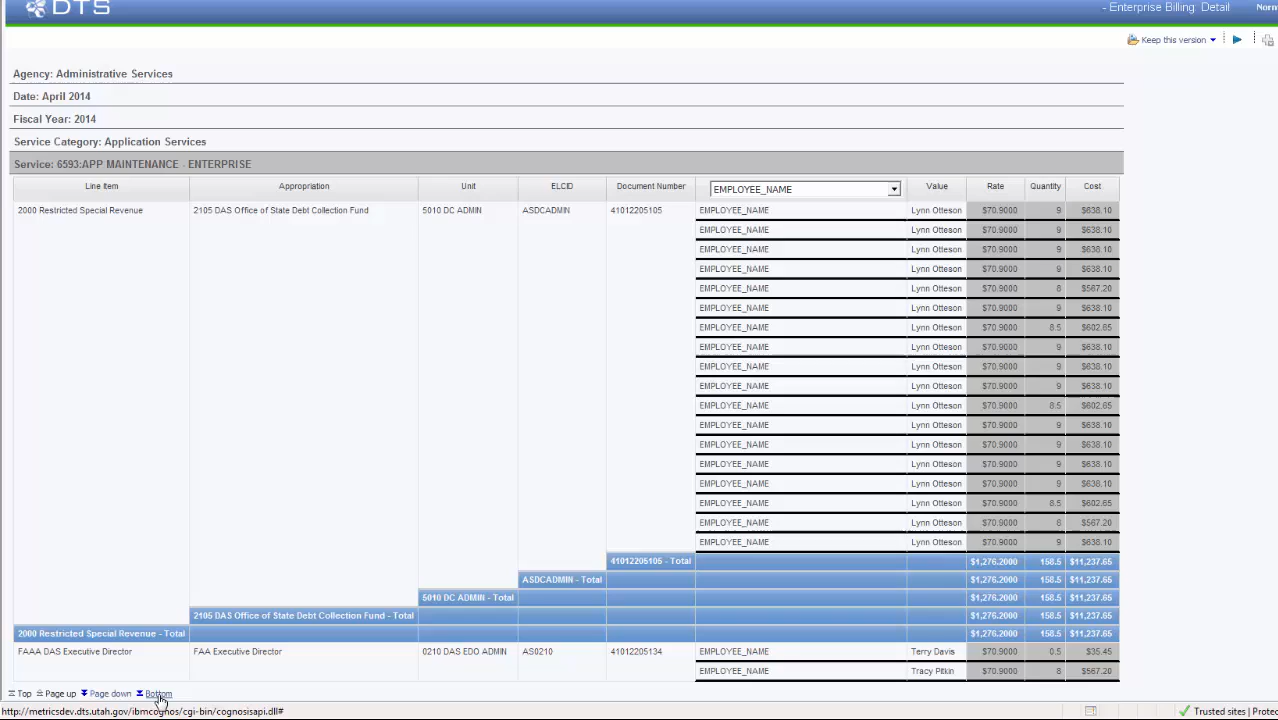 DTS - Enterprise Billing: Detail
Keep this version
Agency: Administrative Services
Date: April 2014
Fiscal Year: 2014
Service Category: Application Services
Service: 6593:APP MAINTENANCE - ENTERPRISE
Line Item Appropriation Unit ELCID Document Number EMPLOYEE_NAME Value Rate Quantity Cost
2000 Restricted Special Revenue 2105 DAS Office of State Debt Collection Fund 5010 DC ADMIN ASDCADMIN 41012205105 EMPLOYEE_NAME Lynn Otteson $70.9000 9 $638.10
EMPLOYEE_NAME Lynn Otteson $70.9000 9 $638.10
EMPLOYEE_NAME Lynn Otteson $70.9000 9 $638.10
EMPLOYEE_NAME Lynn Otteson $70.9000 9 $638.10
EMPLOYEE_NAME Lynn Otteson $70.9000 8 $567.20
EMPLOYEE_NAME Lynn Otteson $70.9000 9 $638.10
EMPLOYEE_NAME Lynn Otteson $70.9000 8.5 $602.65
EMPLOYEE_NAME Lynn Otteson $70.9000 9 $638.10
EMPLOYEE_NAME Lynn Otteson $70.9000 9 $638.10
EMPLOYEE_NAME Lynn Otteson $70.9000 9 $638.10
EMPLOYEE_NAME Lynn Otteson $70.9000 8.5 $602.65
EMPLOYEE_NAME Lynn Otteson $70.9000 9 $638.10
EMPLOYEE_NAME Lynn Otteson $70.9000 9 $638.10
EMPLOYEE_NAME Lynn Otteson $70.9000 9 $638.10
EMPLOYEE_NAME Lynn Otteson $70.9000 9 $638.10
EMPLOYEE_NAME Lynn Otteson $70.9000 8.5 $602.65
EMPLOYEE_NAME Lynn Otteson $70.9000 8 $567.20
EMPLOYEE_NAME Lynn Otteson $70.9000 9 $638.10
41012205105 - Total $1,276.2000 158.5 $11,237.65
ASDCADMIN - Total $1,276.2000 158.5 $11,237.65
5010 DC ADMIN - Total $1,276.2000 158.5 $11,237.65
2105 DAS Office of State Debt Collection Fund - Total $1,276.2000 158.5 $11,237.65
2000 Restricted Special Revenue - Total $1,276.2000 158.5 $11,237.65
FAAA DAS Executive Director FAA Executive Director 0210 DAS EDO ADMIN AS0210 41012205134 EMPLOYEE_NAME Terry Davis $70.9000 0.5 $35.45
EMPLOYEE_NAME Tracy Pitkin $70.9000 8 $567.20
Top Page up Page down Bottom
http://metricsdev.dts.utah.gov/ibmcognos/cgi-bin/cognosisapi.dll# Trusted sites |